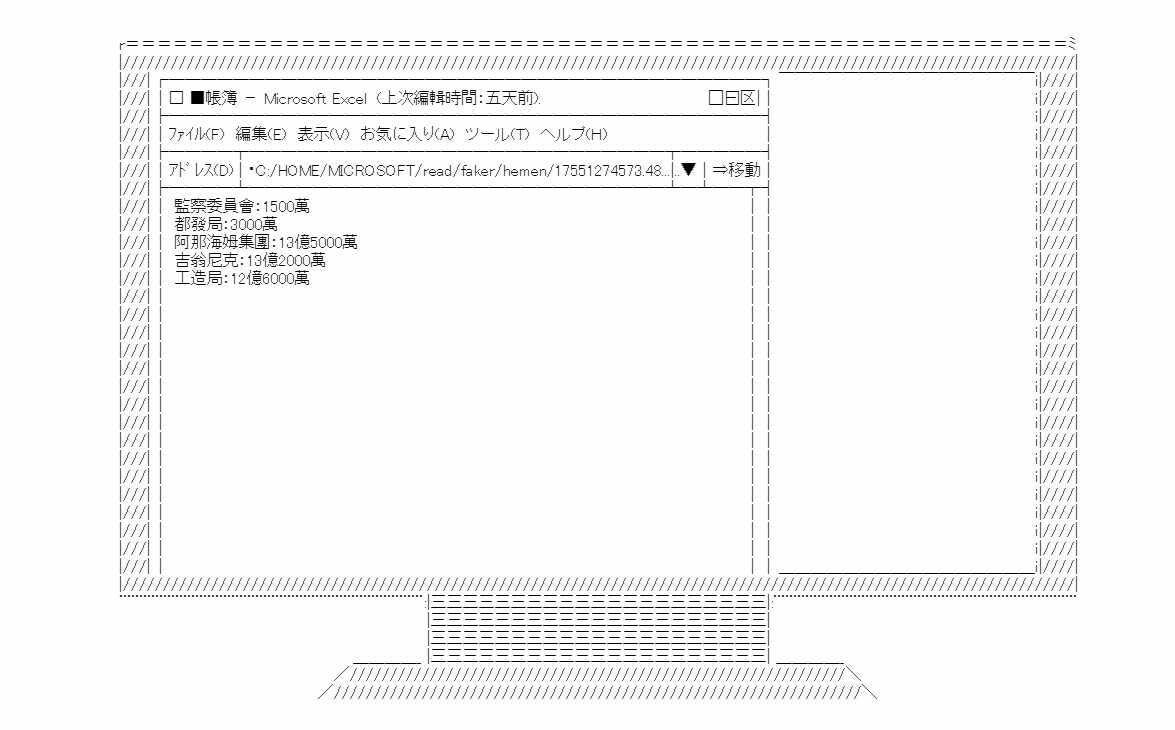 □ ■帳簿 － Microsoft Excel (上次編輯時間：五天前).
ﾌｧｲﾙ(F) 編集(E) 表示(V) お気に入り(A) ツール(T) ヘルプ(H)
ｱﾄﾞﾚｽ(D) ・C:/HOME/MICROSOFT/read/faker/hemen/17551274573.48... ▼ ⇒移動
監察委員會：1500萬
都發局：3000萬
阿那海姆集團：13億5000萬
吉翁尼克：13億2000萬
工造局：12億6000萬